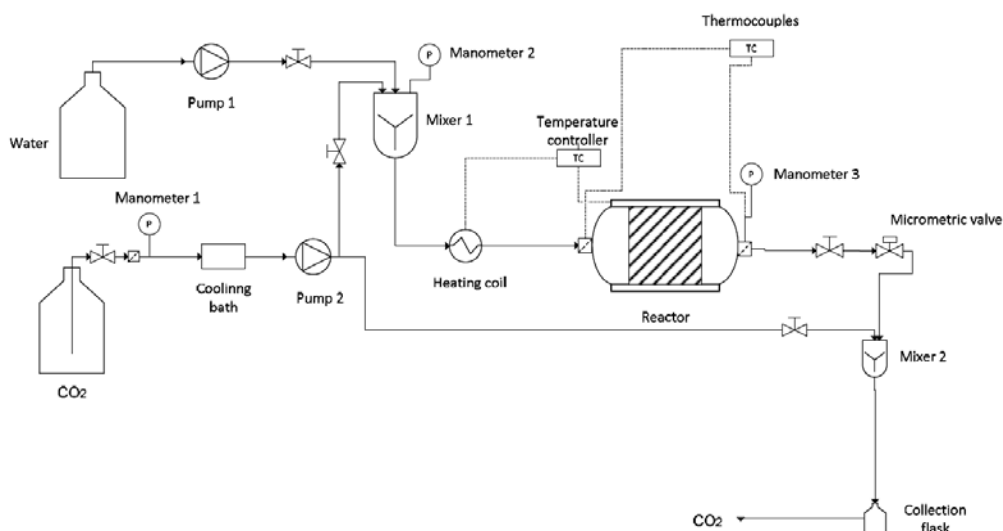 Thermocouples
TC
P
Manometer 2
Pump 1
Mixer 1
Water
Temperature
controller
TC
Manometer 1
P
P
Manometer 3
Micrometric valve
Coolinng
bath
Pump 2
Heating coil
Reactor
Mixer 2
CO2
CO2
Collection
flask